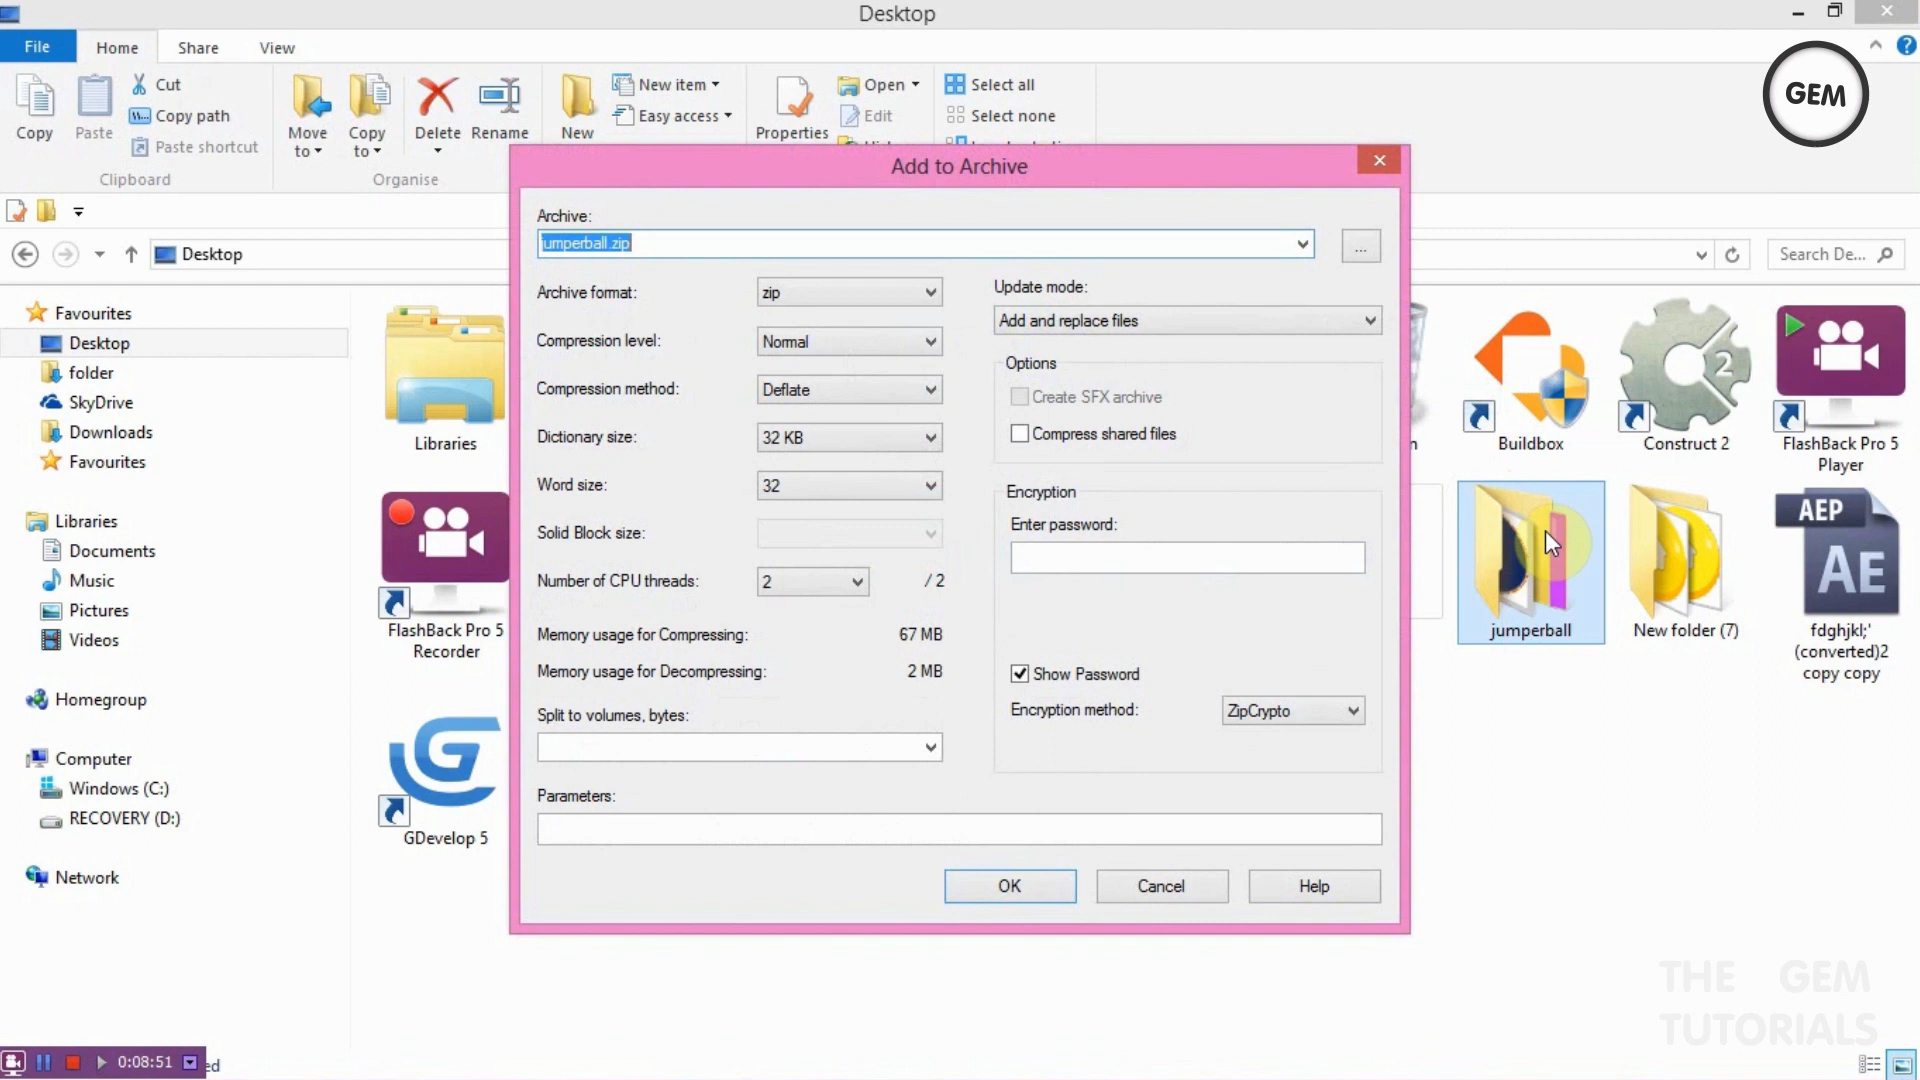 Desktop
File Home Share View
GEM
Copy
Paste
Cut
Copy path
Paste shortcut
Clipboard
Move to
Copy to
Delete
Rename
Organise
New
New item
Easy access
Properties
Open
Edit
Select all
Select none
Desktop
Search De...
Favourites
Desktop
folder
SkyDrive
Downloads
Favourites
Libraries
Documents
Music
Pictures
Videos
Homegroup
Computer
Windows (C:)
RECOVERY (D:)
Network
Libraries
FlashBack Pro 5
Recorder
GDevelop 5
Add to Archive
Archive:
jumperball.zip
...
Archive format: zip
Compression level: Normal
Compression method: Deflate
Dictionary size: 32 KB
Word size: 32
Solid Block size:
Number of CPU threads: 2 / 2
Memory usage for Compressing: 67 MB
Memory usage for Decompressing: 2 MB
Split to volumes, bytes:
Parameters:
Update mode:
Add and replace files
Options
Create SFX archive
Compress shared files
Encryption
Enter password:
Show Password
Encryption method: ZipCrypto
OK Cancel Help
Buildbox
2
Construct 2
FlashBack Pro 5
Player
jumperball
New folder (7)
AEP
AE
fdghjkl;'
(converted)2
copy copy
THE GEM
TUTORIALS
0:08:51
ed